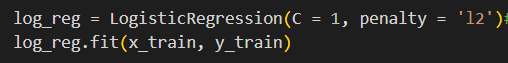 log_reg = LogisticRegression(C = 1, penalty = 'l2')#
log_reg.fit(x_train, y_train)